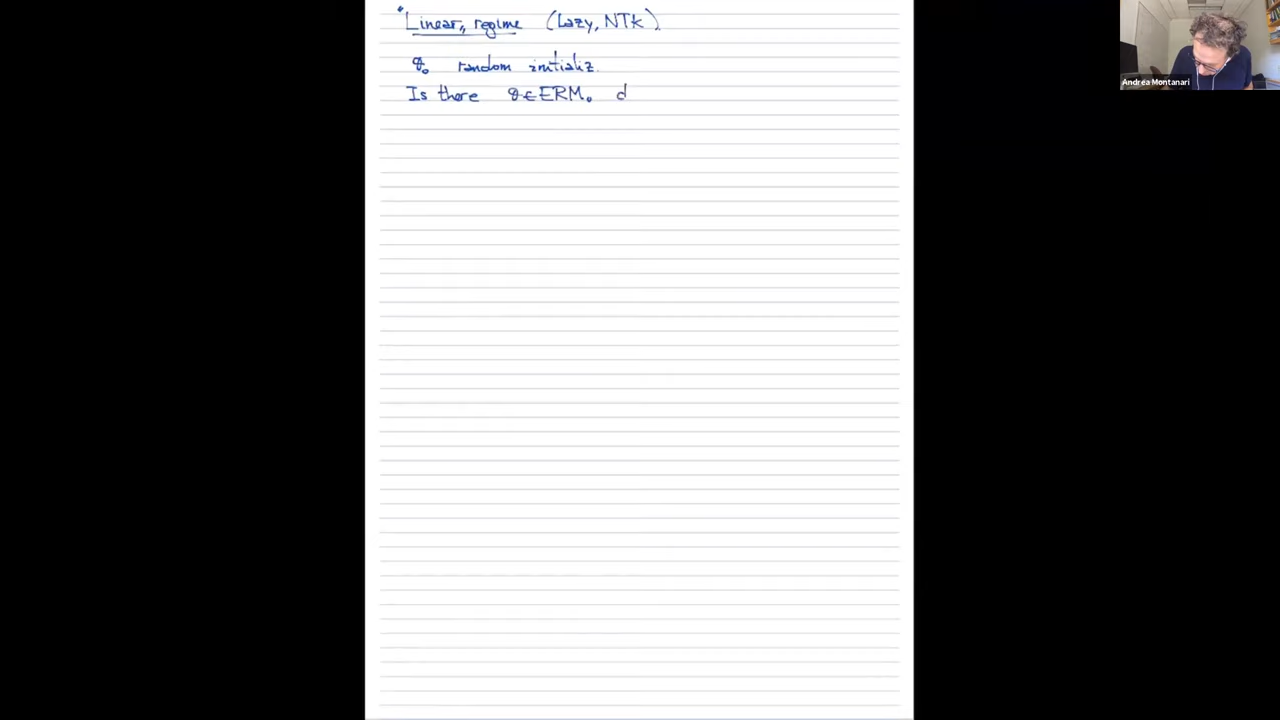 "Linear" regime (Lazy, NTK).
θ₀ random initializ.
Is there θ∈ERM₀ d
Andrea Montanari